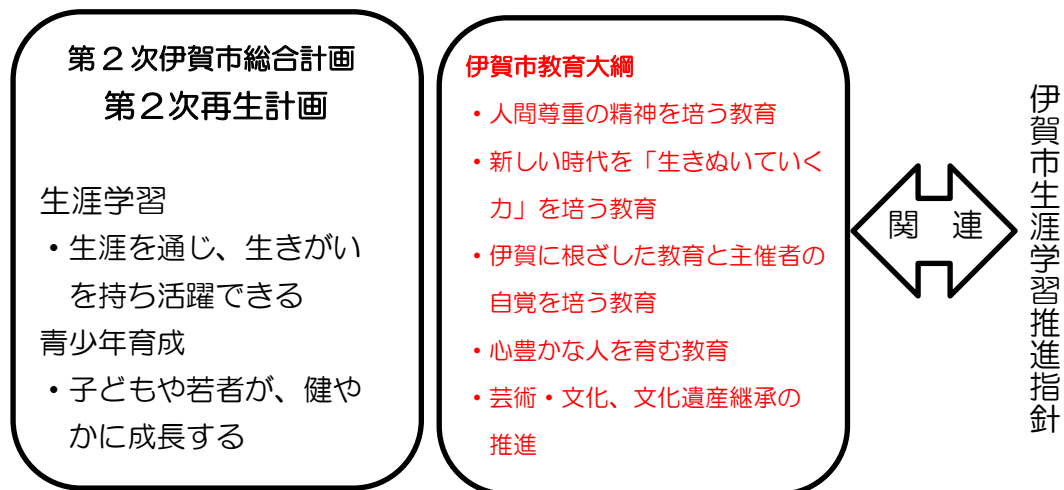 第２次伊賀市総合計画
第２次再生計画
生涯学習
・生涯を通じ、生きがい
を持ち活躍できる
青少年育成
・子どもや若者が、健や
かに成長する
伊賀市教育大綱
・人間尊重の精神を培う教育
・新しい時代を「生きぬいていく
力」を培う教育
・伊賀に根ざした教育と主催者の
自覚を培う教育
・心豊かな人を育む教育
・芸術・文化、文化遺産継承の
推進
関　連
伊賀市生涯学習推進指針